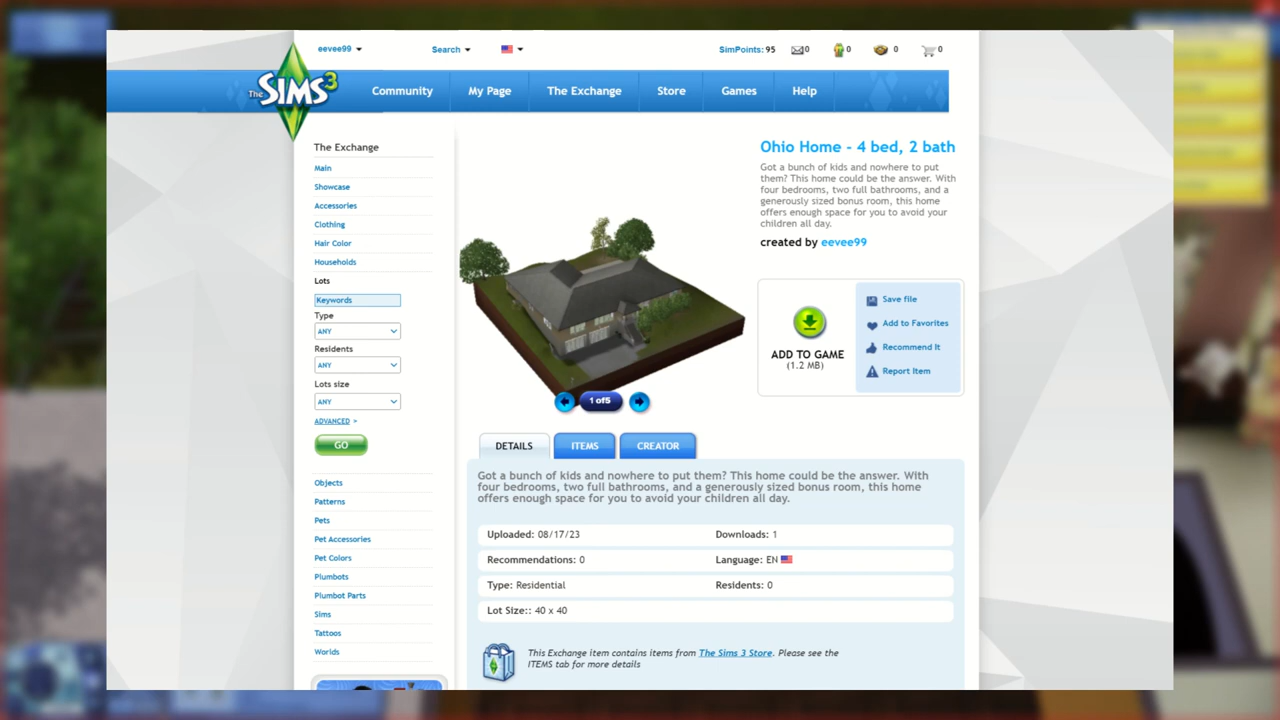 eevee99
Search
SimPoints: 95
0
0
0
0
The SIMS 3
Community
My Page
The Exchange
Store
Games
Help
The Exchange
Main
Showcase
Accessories
Clothing
Hair Color
Households
Lots
Keywords
Type
ANY
Residents
ANY
Lots size
ANY
ADVANCED >
GO
Objects
Patterns
Pets
Pet Accessories
Pet Colors
Plumbots
Plumbot Parts
Sims
Tattoos
Worlds
1 of5
Ohio Home - 4 bed, 2 bath
Got a bunch of kids and nowhere to put
them? This home could be the answer. With
four bedrooms, two full bathrooms, and a
generously sized bonus room, this home
offers enough space for you to avoid your
children all day.
created by eevee99
ADD TO GAME
(1.2 MB)
Save file
Add to Favorites
Recommend It
Report Item
DETAILS
ITEMS
CREATOR
Got a bunch of kids and nowhere to put them? This home could be the answer. With
four bedrooms, two full bathrooms, and a generously sized bonus room, this home
offers enough space for you to avoid your children all day.
Uploaded: 08/17/23
Downloads: 1
Recommendations: 0
Language: EN
Type: Residential
Residents: 0
Lot Size:: 40 x 40
This Exchange item contains items from The Sims 3 Store. Please see the
ITEMS tab for more details